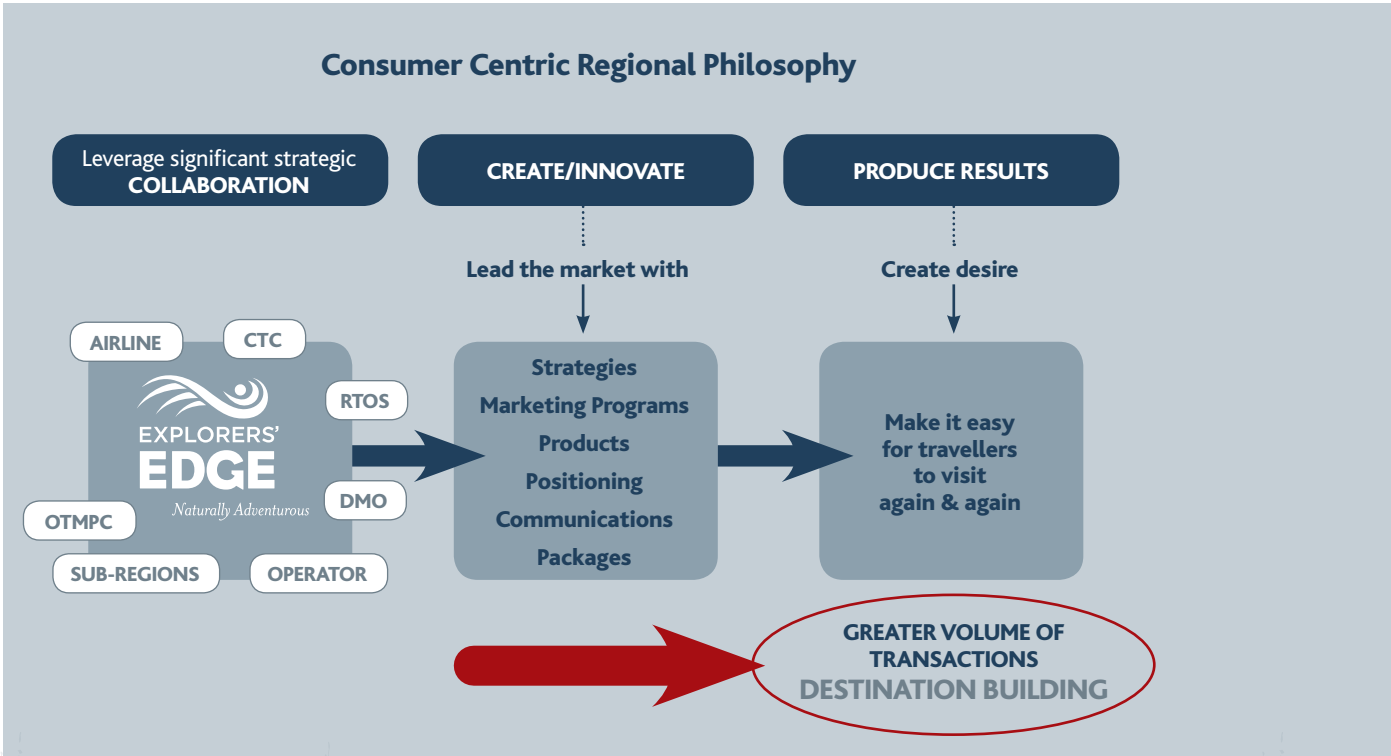 Consumer Centric Regional Philosophy
Leverage significant strategic
COLLABORATION
CREATE/INNOVATE
PRODUCE RESULTS
Lead the market with
Create desire
AIRLINE
CTC
RTOS
EXPLORERS’
EDGE
Naturally Adventurous
DMO
OTMPC
SUB-REGIONS
OPERATOR
Strategies
Marketing Programs
Products
Positioning
Communications
Packages
Make it easy
for travellers
to visit
again & again
GREATER VOLUME OF
TRANSACTIONS
DESTINATION BUILDING